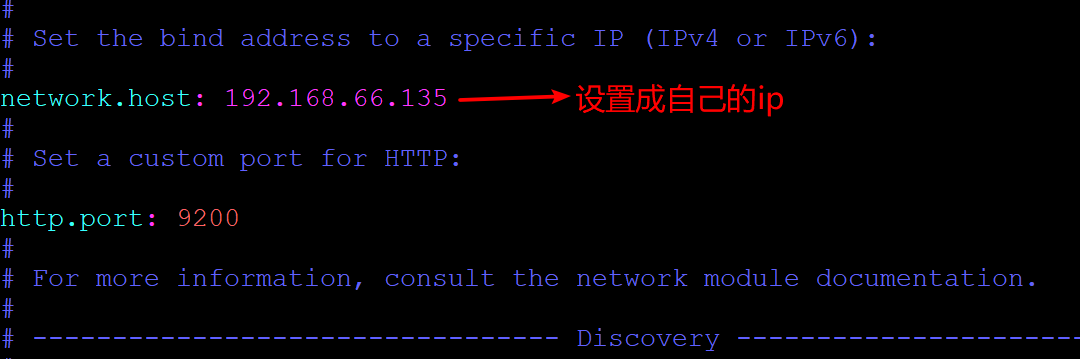 #
# Set the bind address to a specific IP (IPv4 or IPv6):
#
network.host: 192.168.66.135 设置成自己的ip
#
# Set a custom port for HTTP:
#
http.port: 9200
#
# For more information, consult the network module documentation.
#
# --------------------------------- Discovery ----------------------